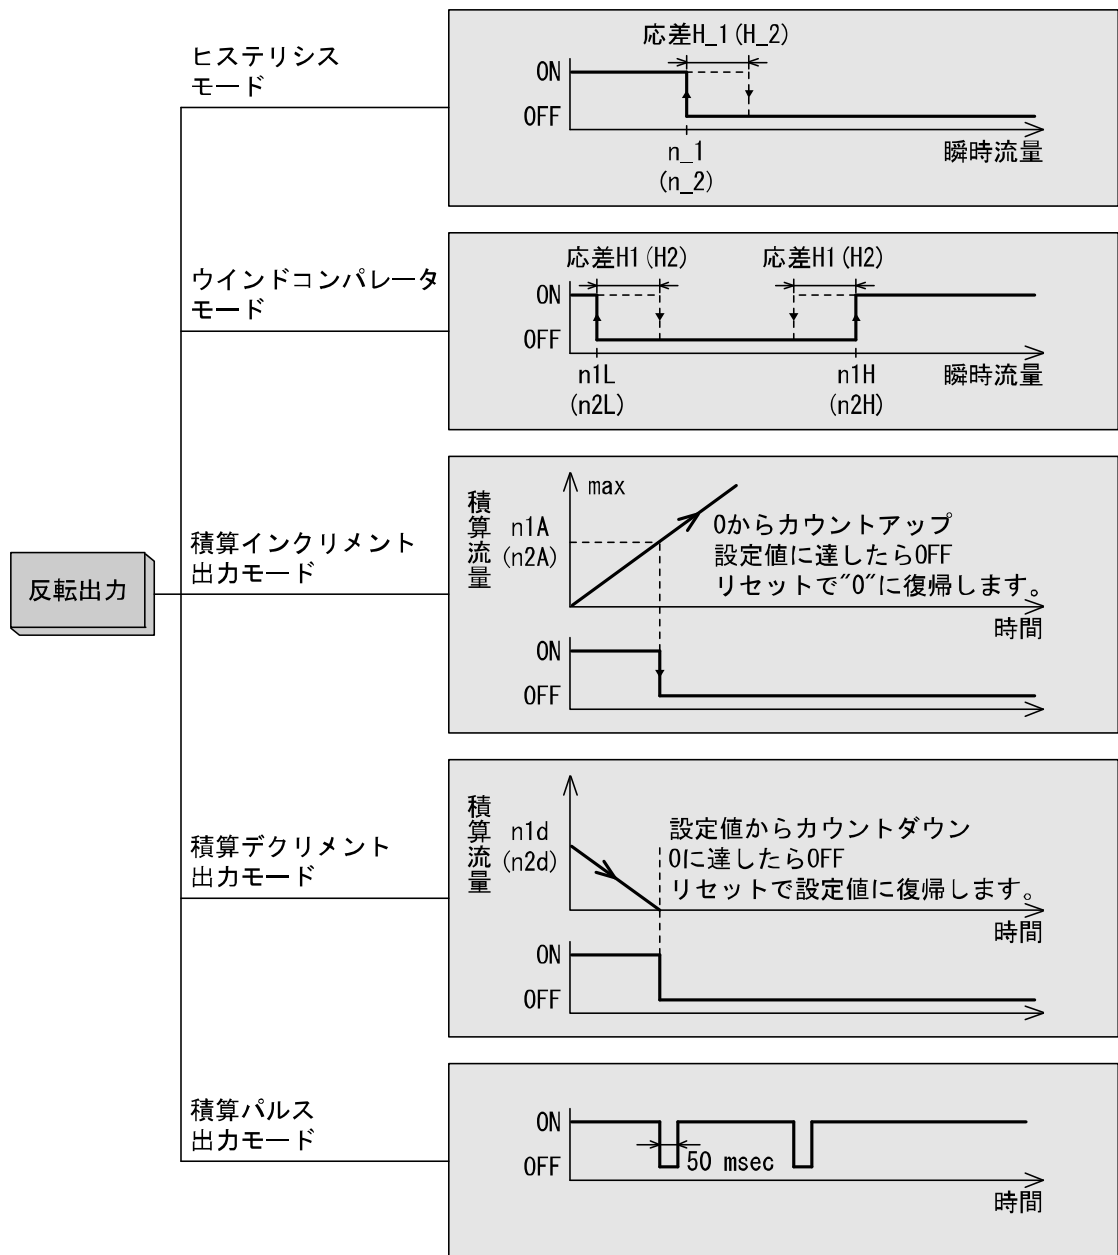 反転出力
ヒステリシス
モード
応差H_1(H_2)
ON
OFF
n_1
(n_2)
瞬時流量
ウインドコンパレータ
モード
応差H1(H2)
応差H1(H2)
ON
OFF
n1L
(n2L)
n1H
(n2H)
瞬時流量
積算インクリメント
出力モード
積算流量
max
n1A
(n2A)
0からカウントアップ
設定値に達したらOFF
リセットで"0"に復帰します。
時間
ON
OFF
積算デクリメント
出力モード
積算流量
n1d
(n2d)
設定値からカウントダウン
0に達したらOFF
リセットで設定値に復帰します。
時間
ON
OFF
積算パルス
出力モード
ON
OFF
50 msec
時間